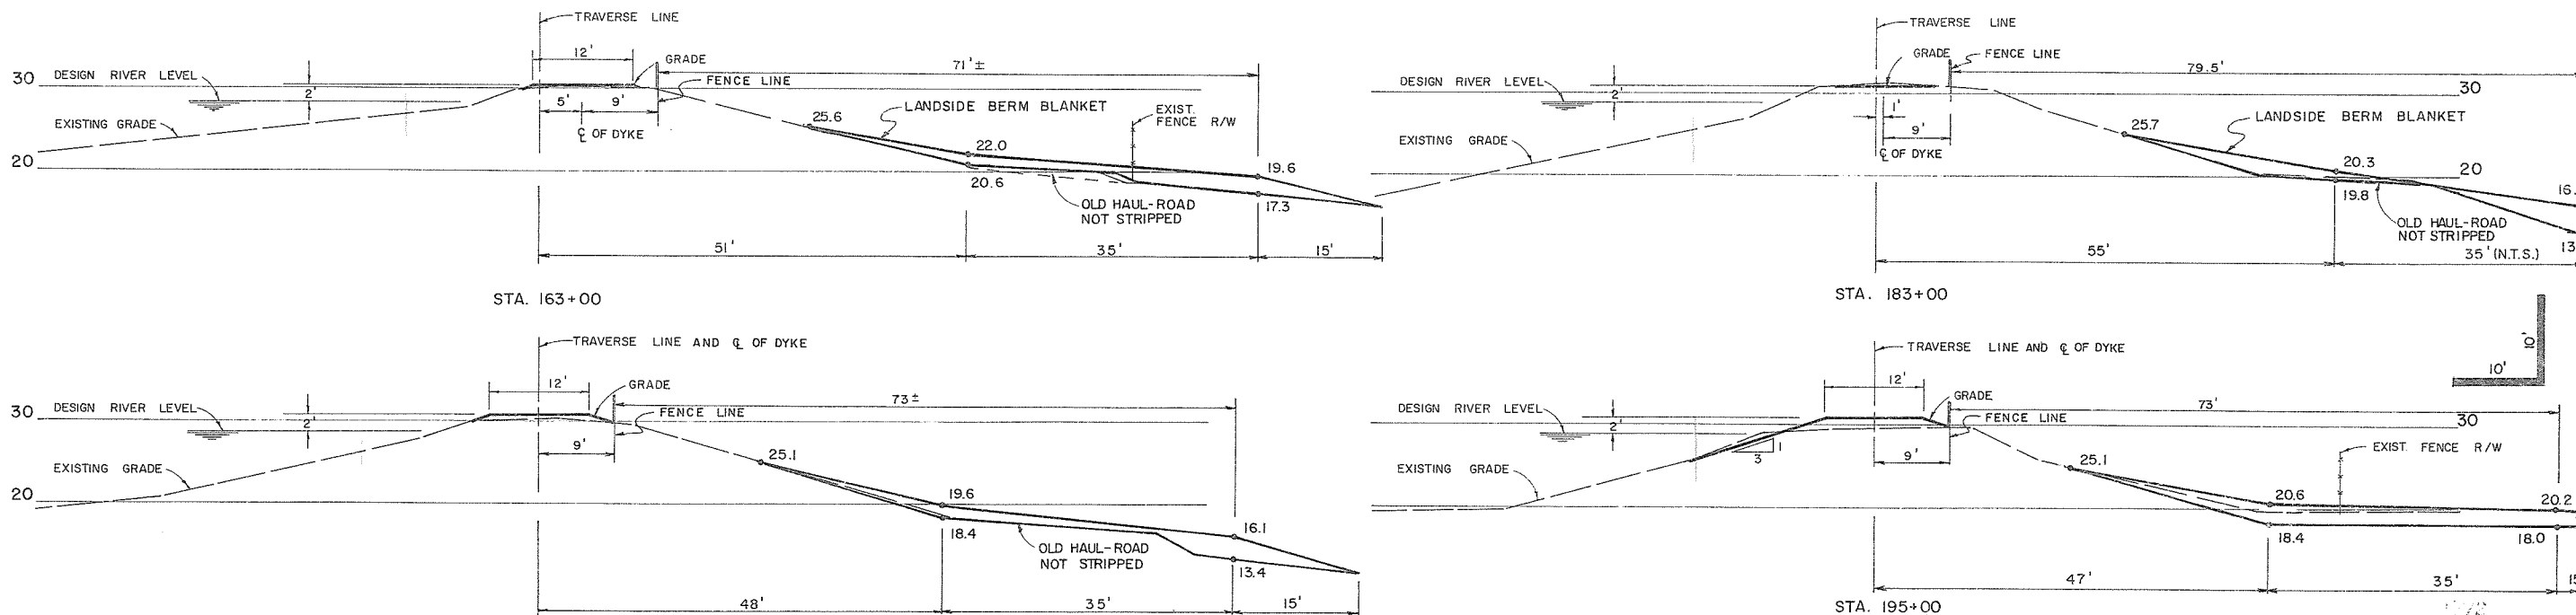 TRAVERSE LINE
12'
GRADE
71'±
30
DESIGN RIVER LEVEL
FENCE LINE
2'
5'
9'
LANDSIDE BERM BLANKET
EXIST.
FENCE R/W
EXISTING GRADE
℄ OF DYKE
25.6
22.0
20
19.6
20.6
17.3
OLD HAUL-ROAD
NOT STRIPPED
51'
35'
15'
STA. 163+00
TRAVERSE LINE
GRADE
FENCE LINE
79.5'
DESIGN RIVER LEVEL
30
2'
1'
9'
LANDSIDE BERM BLANKET
EXISTING GRADE
25.7
℄ OF DYKE
20.3
20
19.8
16.
OLD HAUL-ROAD
NOT STRIPPED
13
55'
35' (N.T.S.)
STA. 183+00
TRAVERSE LINE AND ℄ OF DYKE
12'
GRADE
73±
30
DESIGN RIVER LEVEL
FENCE LINE
2'
9'
EXISTING GRADE
25.1
20
19.6
18.4
16.1
OLD HAUL-ROAD
NOT STRIPPED
13.4
48'
35'
15'
10'
10'
TRAVERSE LINE AND ℄ OF DYKE
12'
GRADE
73'
DESIGN RIVER LEVEL
FENCE LINE
30
2'
1
3
9'
EXIST. FENCE R/W
EXISTING GRADE
25.1
20.6
20.2
18.4
18.0
47'
35'
15
STA. 195+00